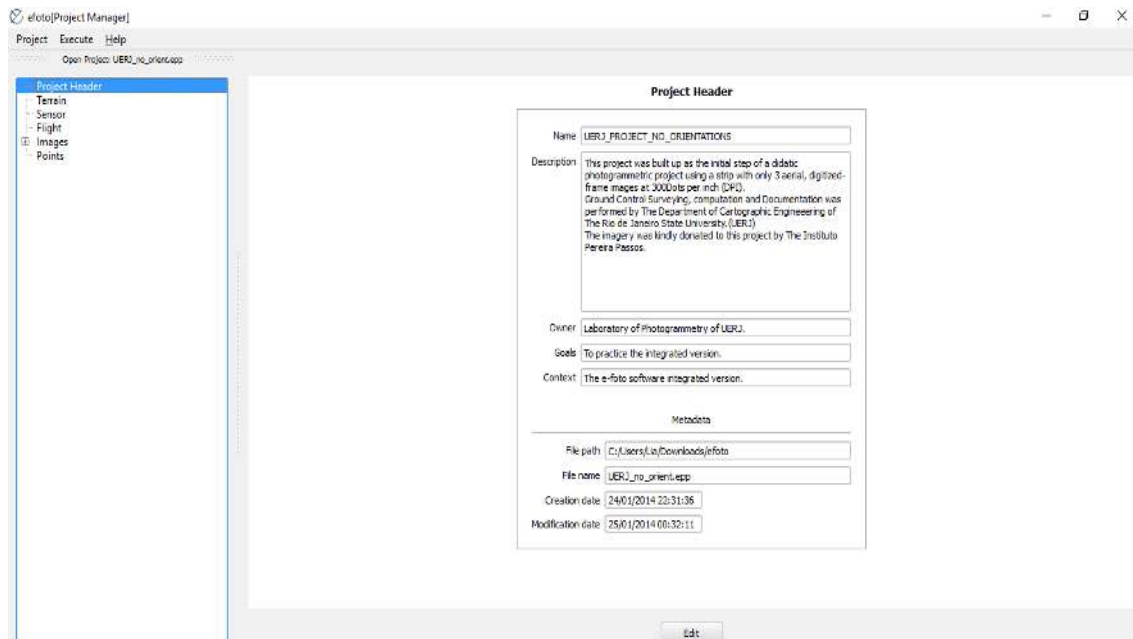 efoto[Project Manager]
Project Execute Help
Open Project: UERJ_no_orient.epp
Project Header
Terrain
Sensor
Flight
Images
Points
Project Header
Name UERJ_PROJECT_NO_ORIENTATIONS
Description This project was built up as the initial step of a didatic
photogrammetric project using a strip with only 3 aerial, digitized-
frame images at 300Dots per inch (DPI).
Ground Control Surveying, computation and Documentation was
performed by The Department of Cartographic Engineeering of
The Rio de Janeiro State University.(UERJ)
The imagery was kindly donated to this project by The Instituto
Pereira Passos.
Owner Laboratory of Photogrammetry of UERJ.
Goals To practice the integrated version.
Context The e-foto software integrated version.
Metadata
File path C:/Users/Lia/Downloads/efoto
File name UERJ_no_orient.epp
Creation date 24/01/2014 22:31:36
Modification date 25/01/2014 00:32:11
Edit